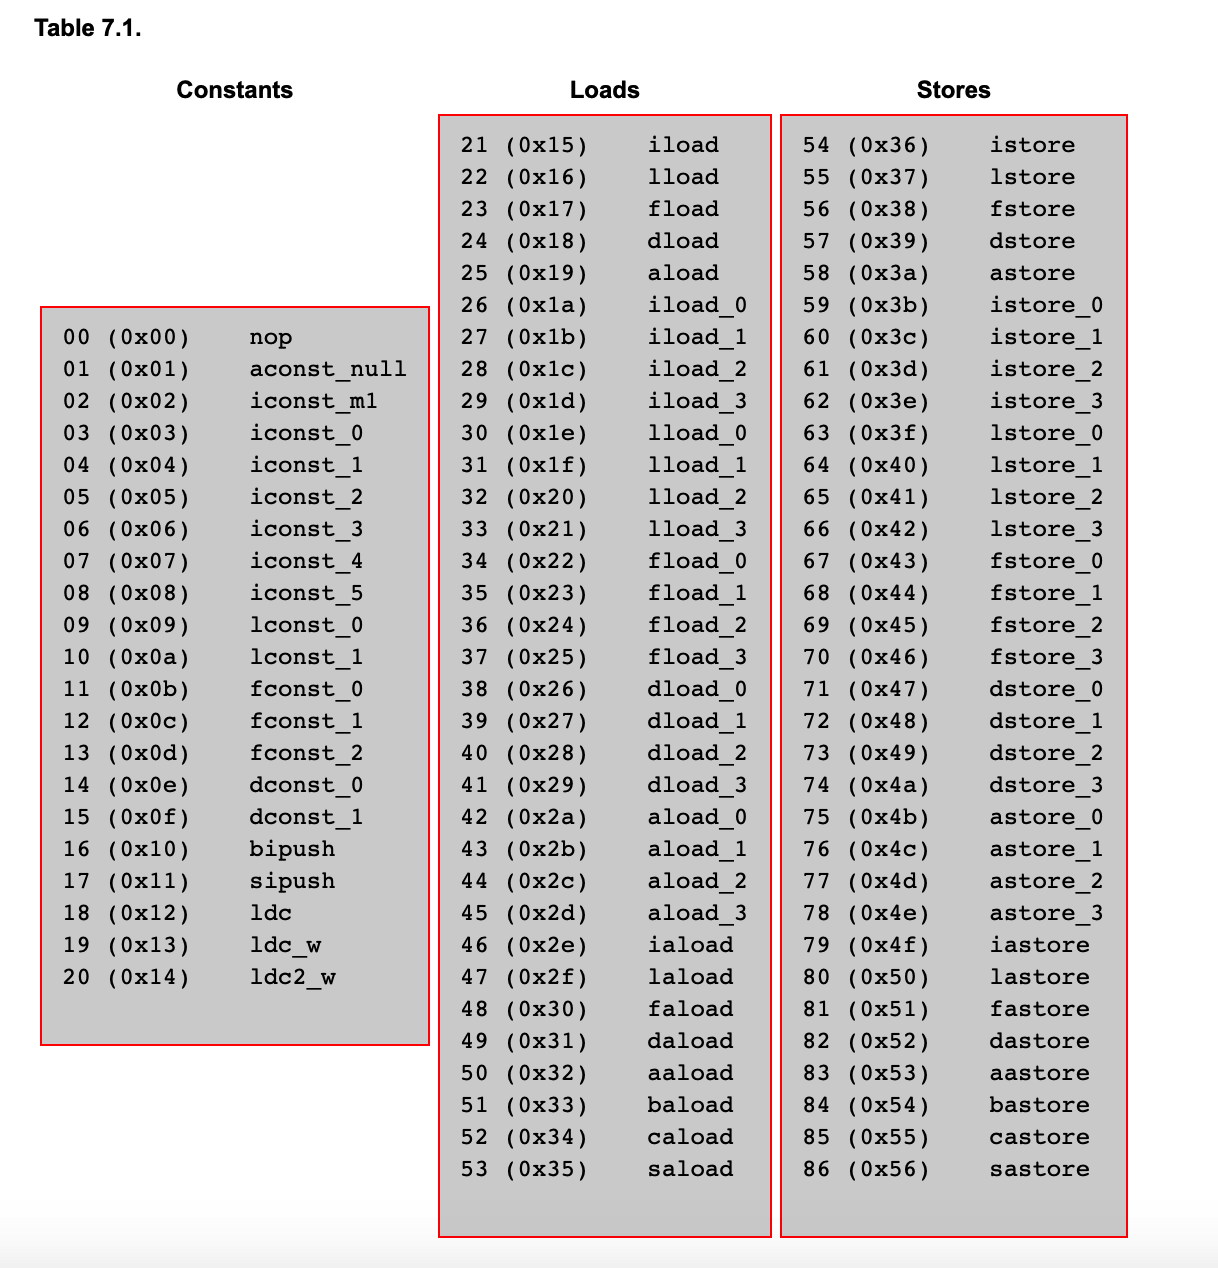 Table 7.1.
Constants
00 (0x00) nop
01 (0x01) aconst_null
02 (0x02) iconst_m1
03 (0x03) iconst_0
04 (0x04) iconst_1
05 (0x05) iconst_2
06 (0x06) iconst_3
07 (0x07) iconst_4
08 (0x08) iconst_5
09 (0x09) lconst_0
10 (0x0a) lconst_1
11 (0x0b) fconst_0
12 (0x0c) fconst_1
13 (0x0d) fconst_2
14 (0x0e) dconst_0
15 (0x0f) dconst_1
16 (0x10) bipush
17 (0x11) sipush
18 (0x12) ldc
19 (0x13) ldc_w
20 (0x14) ldc2_w
Loads
21 (0x15) iload
22 (0x16) lload
23 (0x17) fload
24 (0x18) dload
25 (0x19) aload
26 (0x1a) iload_0
27 (0x1b) iload_1
28 (0x1c) iload_2
29 (0x1d) iload_3
30 (0x1e) lload_0
31 (0x1f) lload_1
32 (0x20) lload_2
33 (0x21) lload_3
34 (0x22) fload_0
35 (0x23) fload_1
36 (0x24) fload_2
37 (0x25) fload_3
38 (0x26) dload_0
39 (0x27) dload_1
40 (0x28) dload_2
41 (0x29) dload_3
42 (0x2a) aload_0
43 (0x2b) aload_1
44 (0x2c) aload_2
45 (0x2d) aload_3
46 (0x2e) iaload
47 (0x2f) laload
48 (0x30) faload
49 (0x31) daload
50 (0x32) aaload
51 (0x33) baload
52 (0x34) caload
53 (0x35) saload
Stores
54 (0x36) istore
55 (0x37) lstore
56 (0x38) fstore
57 (0x39) dstore
58 (0x3a) astore
59 (0x3b) istore_0
60 (0x3c) istore_1
61 (0x3d) istore_2
62 (0x3e) istore_3
63 (0x3f) lstore_0
64 (0x40) lstore_1
65 (0x41) lstore_2
66 (0x42) lstore_3
67 (0x43) fstore_0
68 (0x44) fstore_1
69 (0x45) fstore_2
70 (0x46) fstore_3
71 (0x47) dstore_0
72 (0x48) dstore_1
73 (0x49) dstore_2
74 (0x4a) dstore_3
75 (0x4b) astore_0
76 (0x4c) astore_1
77 (0x4d) astore_2
78 (0x4e) astore_3
79 (0x4f) iastore
80 (0x50) lastore
81 (0x51) fastore
82 (0x52) dastore
83 (0x53) aastore
84 (0x54) bastore
85 (0x55) castore
86 (0x56) sastore